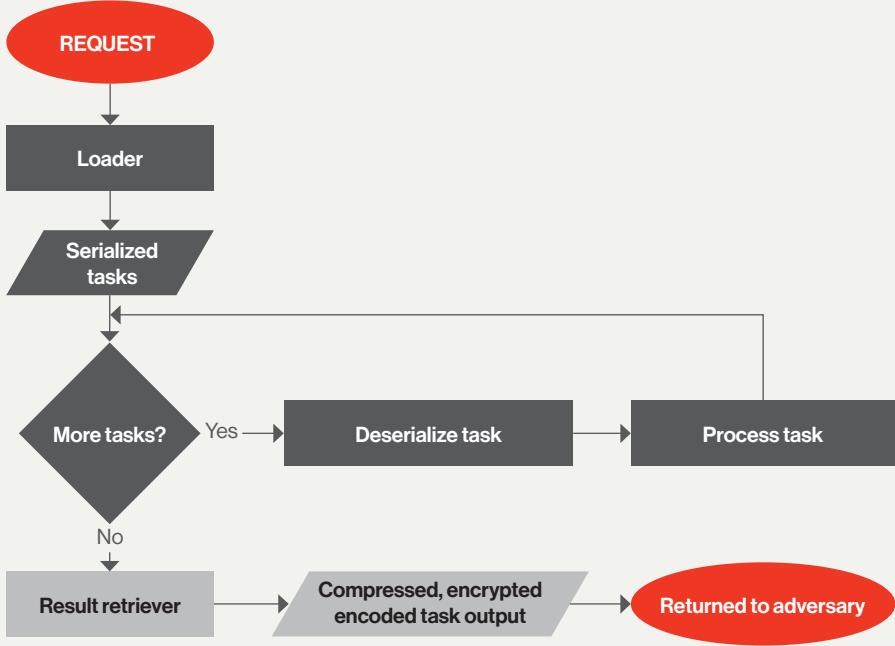 REQUEST
Loader
Serialized
tasks
More tasks?
Yes
Deserialize task
Process task
No
Result retriever
Compressed, encrypted
encoded task output
Returned to adversary